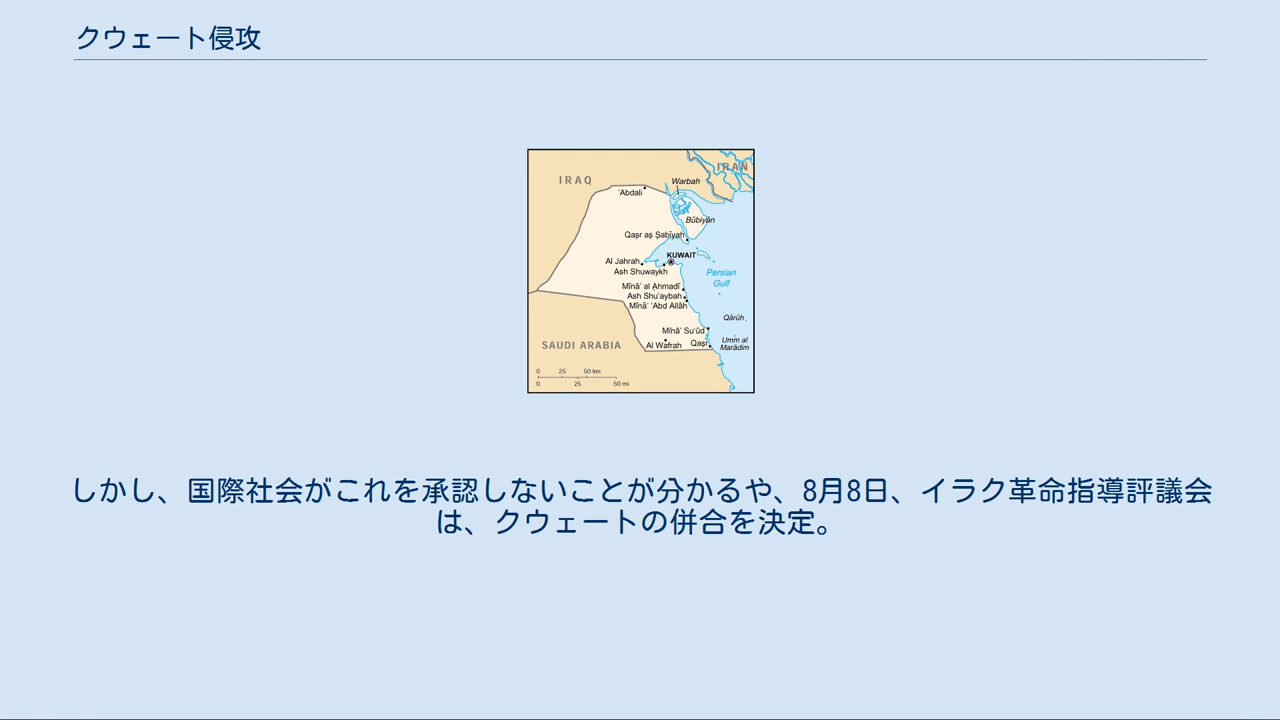 クウェート侵攻
IRAQ
IRAN
Warbah
'Abdali
Būbiyān
Qaşr aş Şabīyah
KUWAIT
Al Jahrah
Ash Shuwaykh
Persian
Gulf
Mīnā' al Aḩmadī
Ash Shu'aybah
Mīnā' 'Abd Allāh
Qārūh
Mīnā' Su'ūd
Umm al
Marādim
Al Wafrah
Qaşr
SAUDI ARABIA
0 25 50 km
0 25 50 mi
しかし、国際社会がこれを承認しないことが分かるや、8月8日、イラク革命指導評議会
は、クウェートの併合を決定。